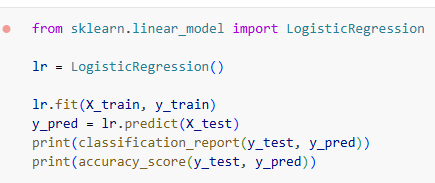 from sklearn.linear_model import LogisticRegression
lr = LogisticRegression()
lr.fit(X_train, y_train)
y_pred = lr.predict(X_test)
print(classification_report(y_test, y_pred))
print(accuracy_score(y_test, y_pred))